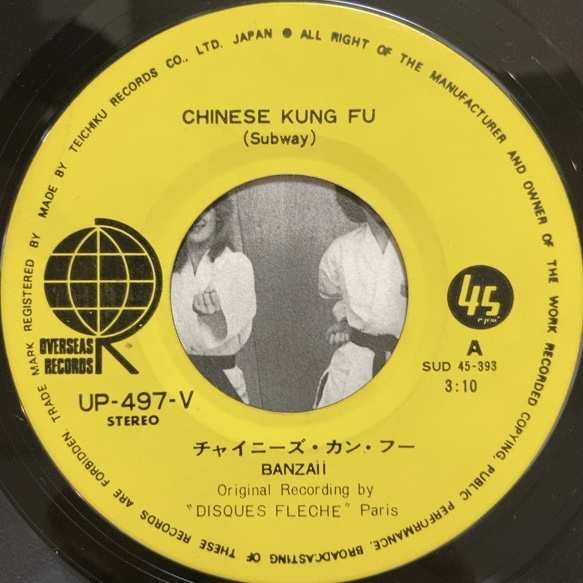 TRADE MARK REGISTERED BY MADE BY TEICHIKU RECORDS CO., LTD. JAPAN ● ALL RIGHT OF THE MANUFACTURER AND OWNER OF THE WORK RECORDED COPYING, PUBLIC PERFORMANCE, BROADCASTING OF THESE RECORDS ARE FORBIDDEN.
CHINESE KUNG FU
(Subway)
OVERSEAS
RECORDS
45
A
SUD 45-393
3:10
UP-497-V
STEREO
チャイニーズ・カン・フー
BANZAII
Original Recording by
"DISQUES FLECHE" Paris